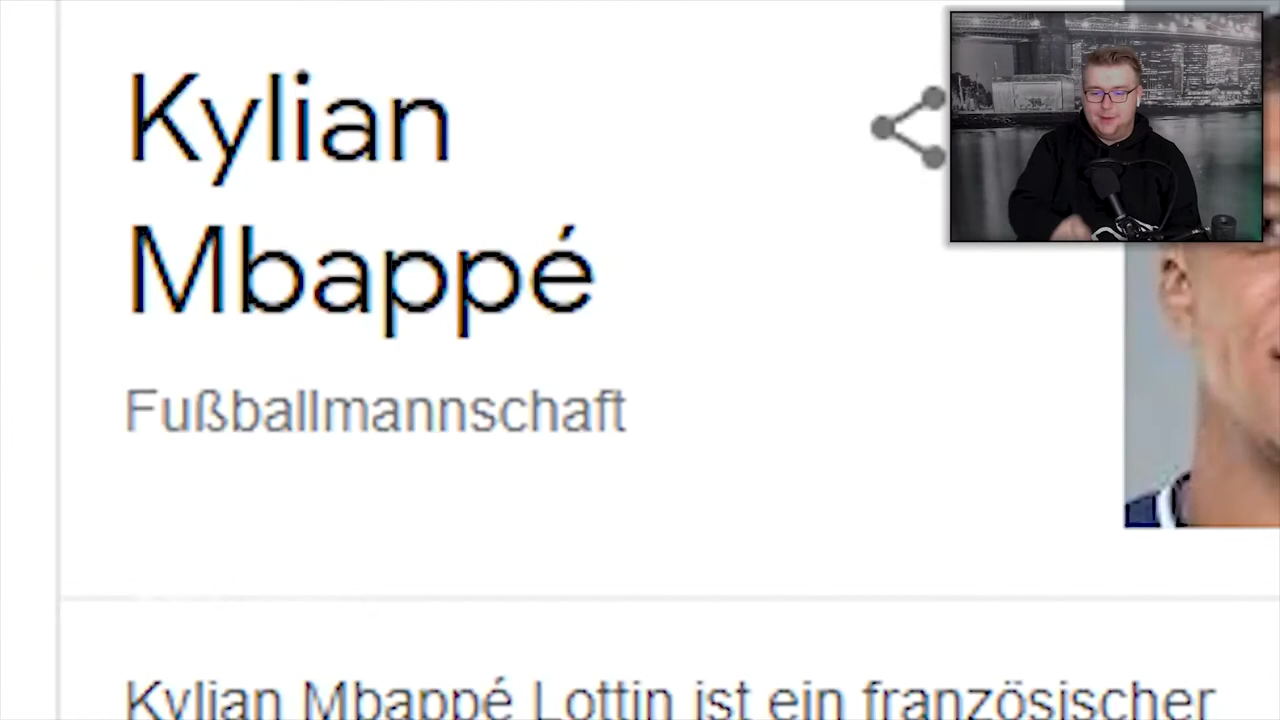 Kylian
Mbappé
Fußballmannschaft
Kylian Mbappé Lottin ist ein französischer